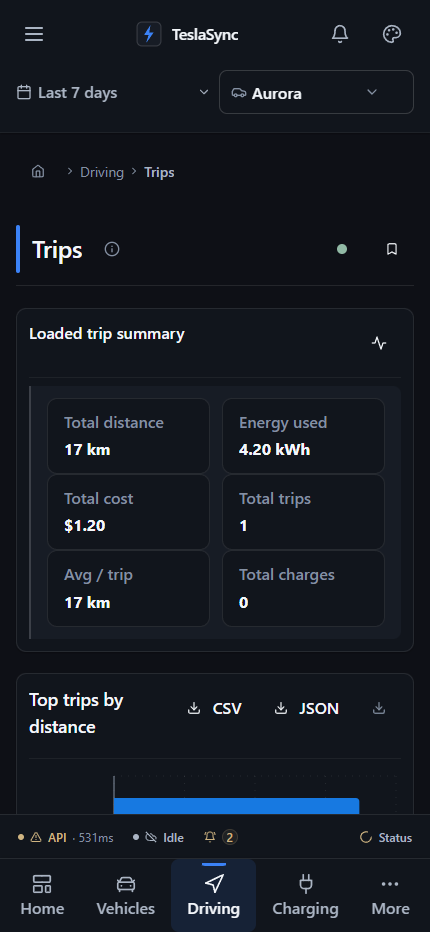 TeslaSync
Last 7 days
Aurora
Driving
Trips
Trips
Loaded trip summary
Total distance
17 km
Energy used
4.20 kWh
Total cost
$1.20
Total trips
1
Avg / trip
17 km
Total charges
0
Top trips by
distance
CSV
JSON
API · 531ms
Idle
2
Status
Home
Vehicles
Driving
Charging
More